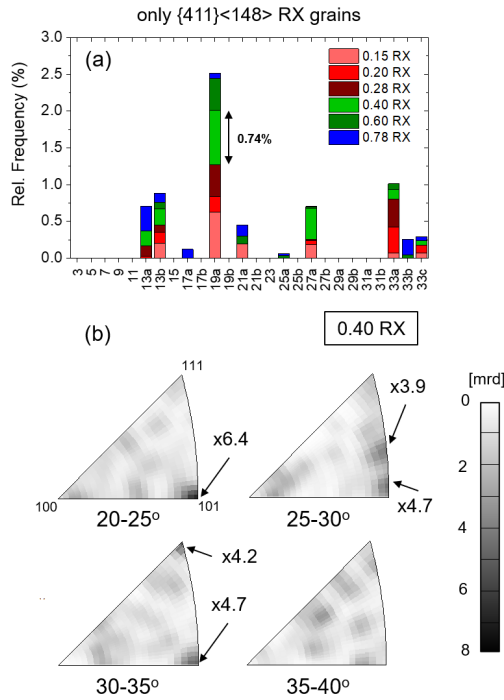 only {411}<148> RX grains
(a)
Rel. Frequency (%)
3.0
2.5
2.0
1.5
1.0
0.5
0.0
0.15 RX
0.20 RX
0.28 RX
0.40 RX
0.60 RX
0.78 RX
0.74%
3 5 7 9 11 13a 13b 15 17a 17b 19a 19b 21a 21b 23 25a 25b 27a 27b 29a 29b 31a 31b 33a 33b 33c
(b)
0.40 RX
111
x6.4
100
101
20-25º
x3.9
x4.7
25-30º
x4.2
x4.7
30-35º
35-40º
[mrd]
0
2
4
6
8